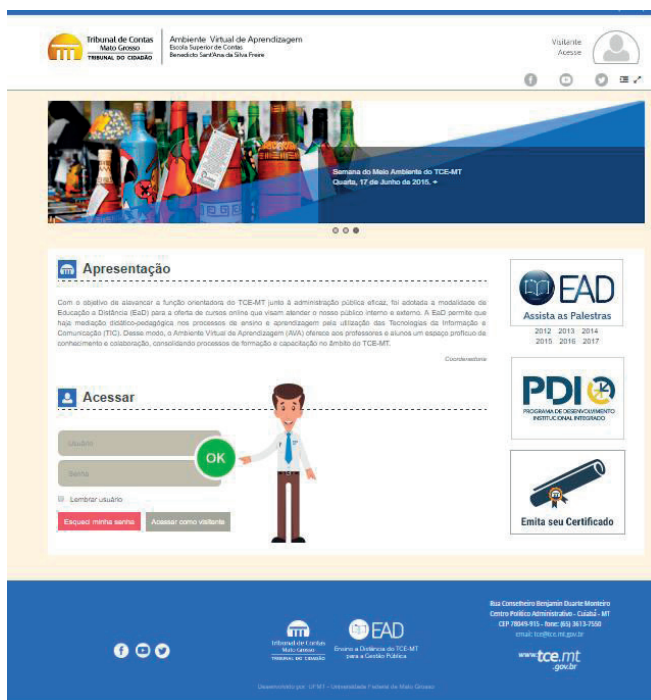 Tribunal de Contas
Mato Grosso
TRIBUNAL DO CIDADÃO
Ambiente Virtual de Aprendizagem
Escola Superior de Contas
Benedicto Sant'Ana da Silva Freire
Visitante
Acesse
Semana do Meio Ambiente do TCE-MT
Quarta, 17 de Junho de 2015.
Apresentação
Com o objetivo de alavancar a função orientadora do TCE-MT junto à administração pública eficaz, foi adotada a modalidade de
Educação a Distância (EaD) para a oferta de cursos online que visam atender o nosso público interno e externo. A EaD permite que
haja mediação didático-pedagógica nos processos de ensino e aprendizagem pela utilização das Tecnologias da Informação e
Comunicação (TIC). Desse modo, o Ambiente Virtual de Aprendizagem (AVA) oferece aos professores e alunos um espaço profícuo de
conhecimento e colaboração, consolidando processos de formação e capacitação no âmbito do TCE-MT.
Coordenadoria
Acessar
Usuário
Senha
OK
Lembrar usuário
Esqueci minha senha
Acessar como visitante
EAD
Assista as Palestras
2012 2013 2014
2015 2016 2017
PDI
PROGRAMA DE DESENVOLVIMENTO
INSTITUCIONAL INTEGRADO
Emita seu Certificado
Tribunal de Contas
Mato Grosso
TRIBUNAL DO CIDADÃO
EAD
Ensino a Distância do TCE-MT
para a Gestão Pública
Rua Conselheiro Benjamin Duarte Monteiro
Centro Político Administrativo - Cuiabá - MT
CEP 78049-915 - fone: (65) 3613-7550
email: tce@tce.mt.gov.br
www.tce.mt
.gov.br
Desenvolvido por: UFMT - Universidade Federal de Mato Grosso